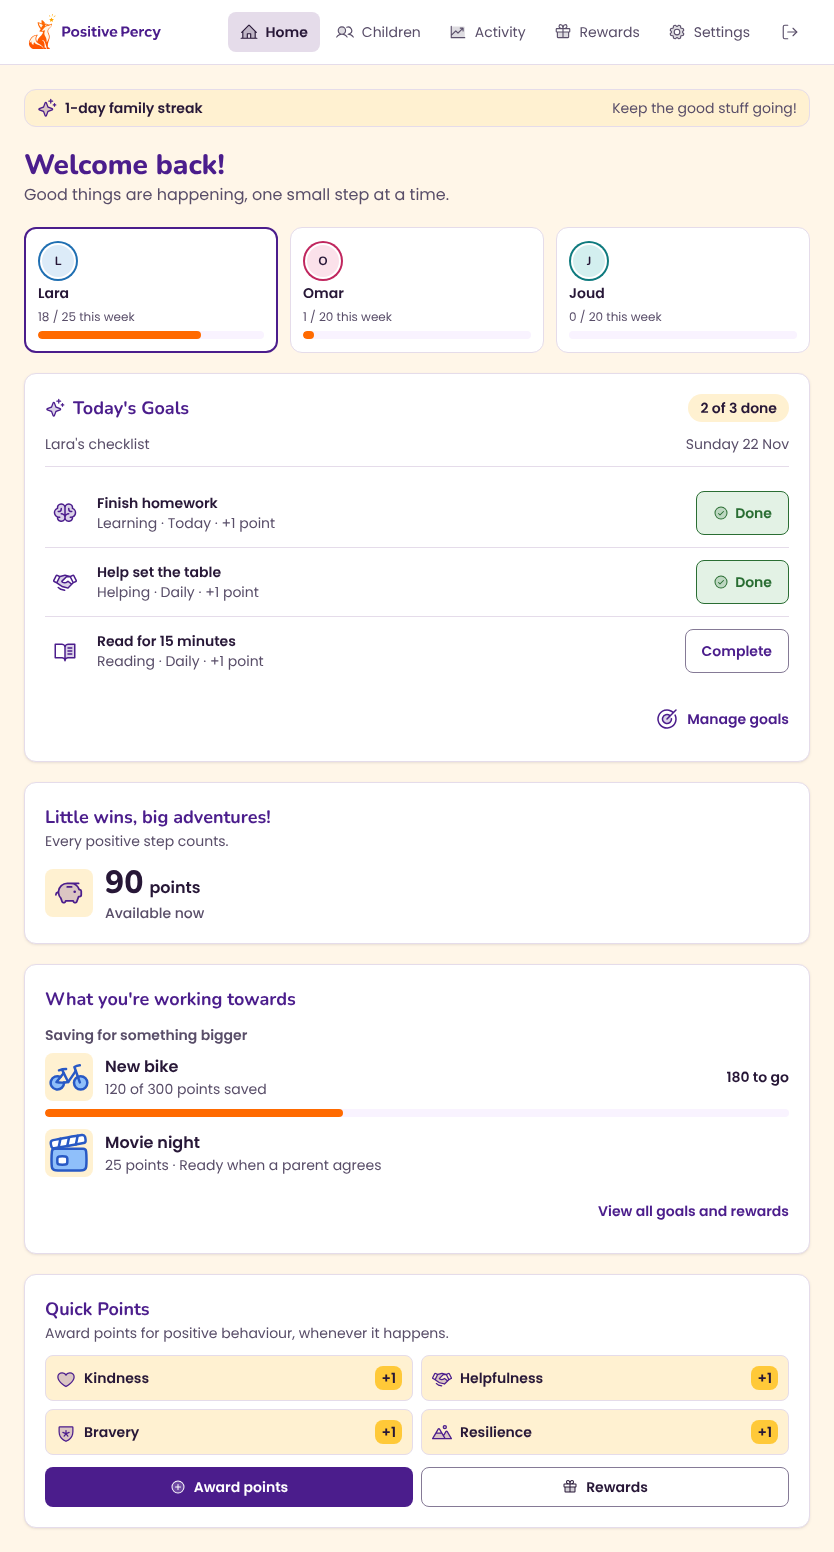 Positive Percy
Home
Children
Activity
Rewards
Settings
1-day family streak
Keep the good stuff going!
Welcome back!
Good things are happening, one small step at a time.
L
Lara
18 / 25 this week
O
Omar
1 / 20 this week
J
Joud
0 / 20 this week
Today's Goals
2 of 3 done
Lara's checklist
Sunday 22 Nov
Finish homework
Learning · Today · +1 point
Done
Help set the table
Helping · Daily · +1 point
Done
Read for 15 minutes
Reading · Daily · +1 point
Complete
Manage goals
Little wins, big adventures!
Every positive step counts.
90 points
Available now
What you're working towards
Saving for something bigger
New bike
120 of 300 points saved
180 to go
Movie night
25 points · Ready when a parent agrees
View all goals and rewards
Quick Points
Award points for positive behaviour, whenever it happens.
Kindness
+1
Helpfulness
+1
Bravery
+1
Resilience
+1
Award points
Rewards